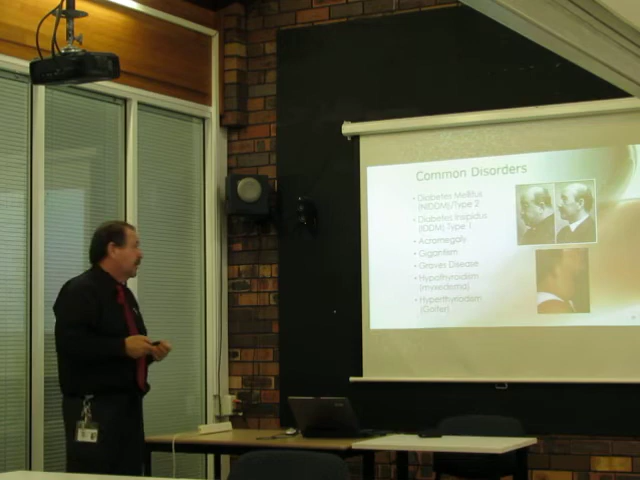 Common Disorders
• Diabetes Mellitus
(NIDDM)/Type 2
• Diabetes Insipidus
(IDDM) Type 1
• Acromegaly
• Gigantism
• Graves Disease
• Hypothyroidism
(myxedema)
• Hyperthyroidism
(Goiter)